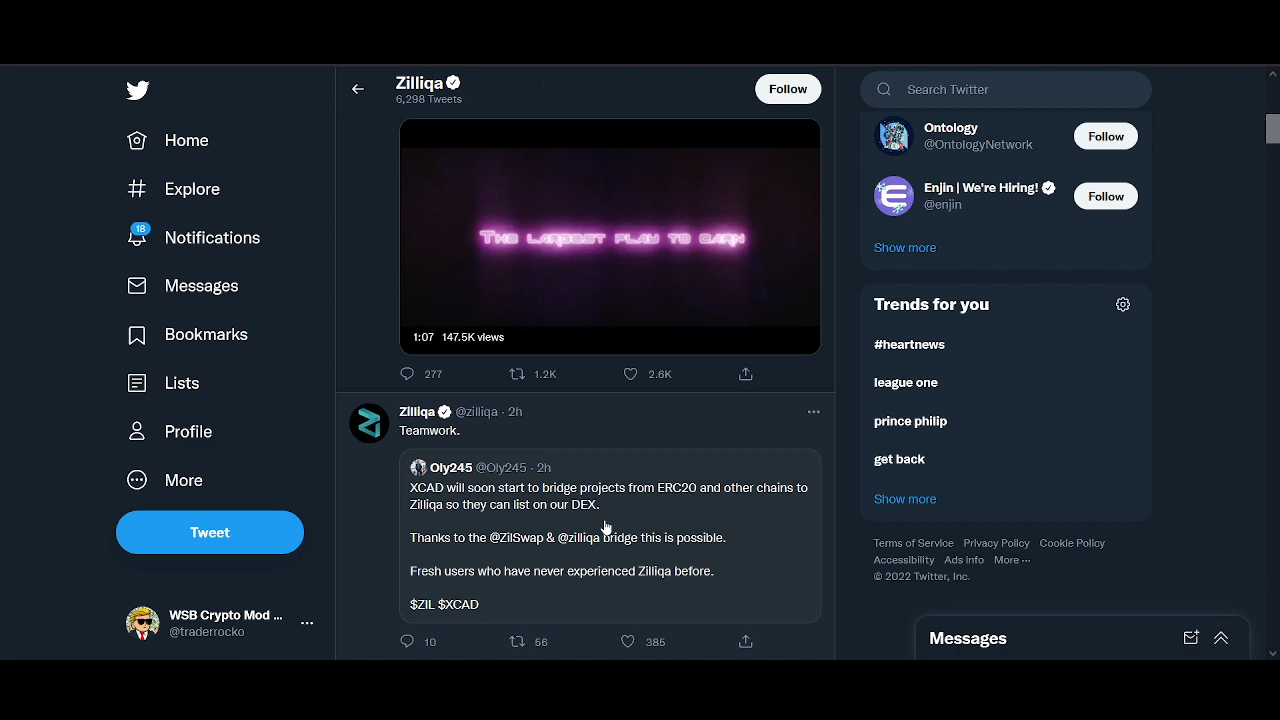 Home
Explore
18
Notifications
Messages
Bookmarks
Lists
Profile
More
Tweet
WSB Crypto Mod ...
@traderrocko
Zilliqa
6,298 Tweets
Follow
The largest play to earn
1:07 147.5K views
277 1.2K 2.6K
Zilliqa @zilliqa · 2h
Teamwork.
Oly245 @Oly245 · 2h
XCAD will soon start to bridge projects from ERC20 and other chains to
Zilliqa so they can list on our DEX.
Thanks to the @ZilSwap & @zilliqa bridge this is possible.
Fresh users who have never experienced Zilliqa before.
$ZIL $XCAD
10 56 385
Search Twitter
Ontology
@OntologyNetwork
Follow
Enjin | We're Hiring!
@enjin
Follow
Show more
Trends for you
#heartnews
league one
prince philip
get back
Show more
Terms of Service Privacy Policy Cookie Policy
Accessibility Ads info More ···
© 2022 Twitter, Inc.
Messages